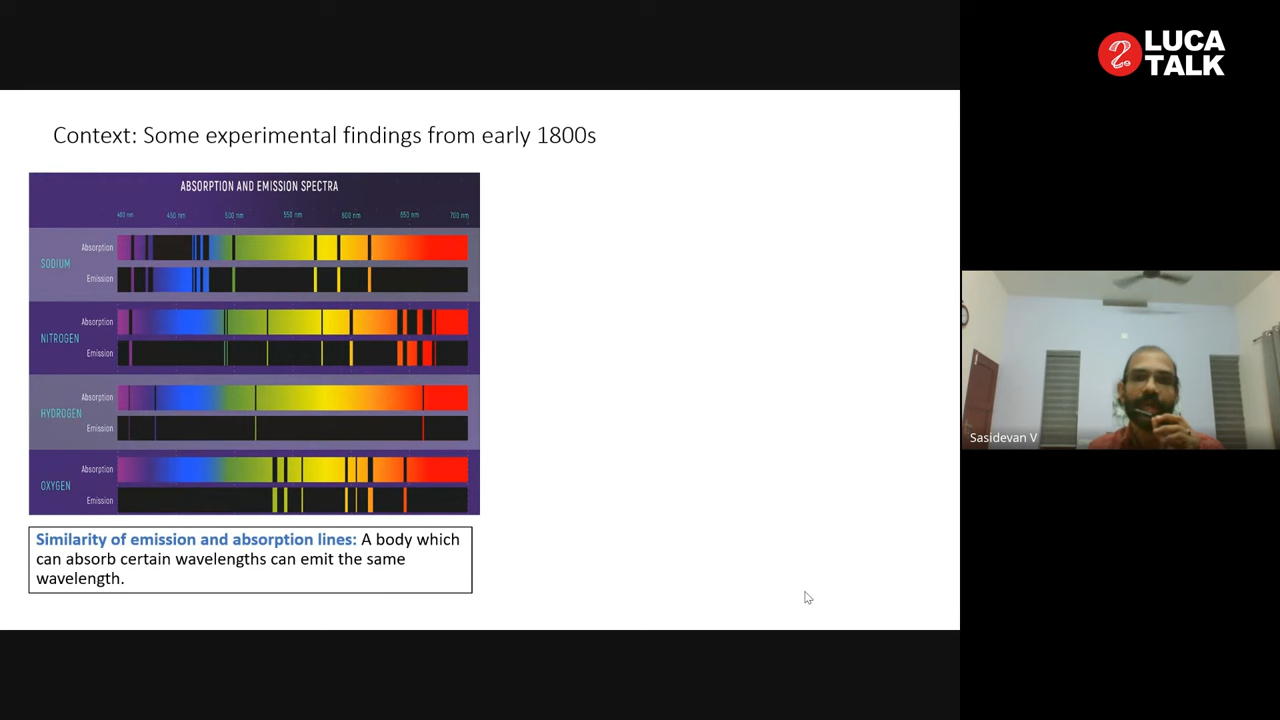 LUCA
TALK
Context: Some experimental findings from early 1800s
ABSORPTION AND EMISSION SPECTRA
400 nm 450 nm 500 nm 550 nm 600 nm 650 nm 700 nm
Absorption
SODIUM
Emission
Absorption
NITROGEN
Emission
Absorption
HYDROGEN
Emission
Absorption
OXYGEN
Emission
Similarity of emission and absorption lines: A body which
can absorb certain wavelengths can emit the same
wavelength.
Sasidevan V